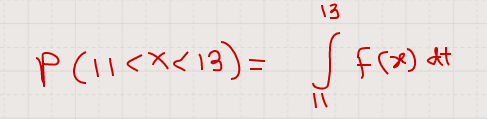 P(11<x<13) = ∫₁₁¹³ f(x) dt